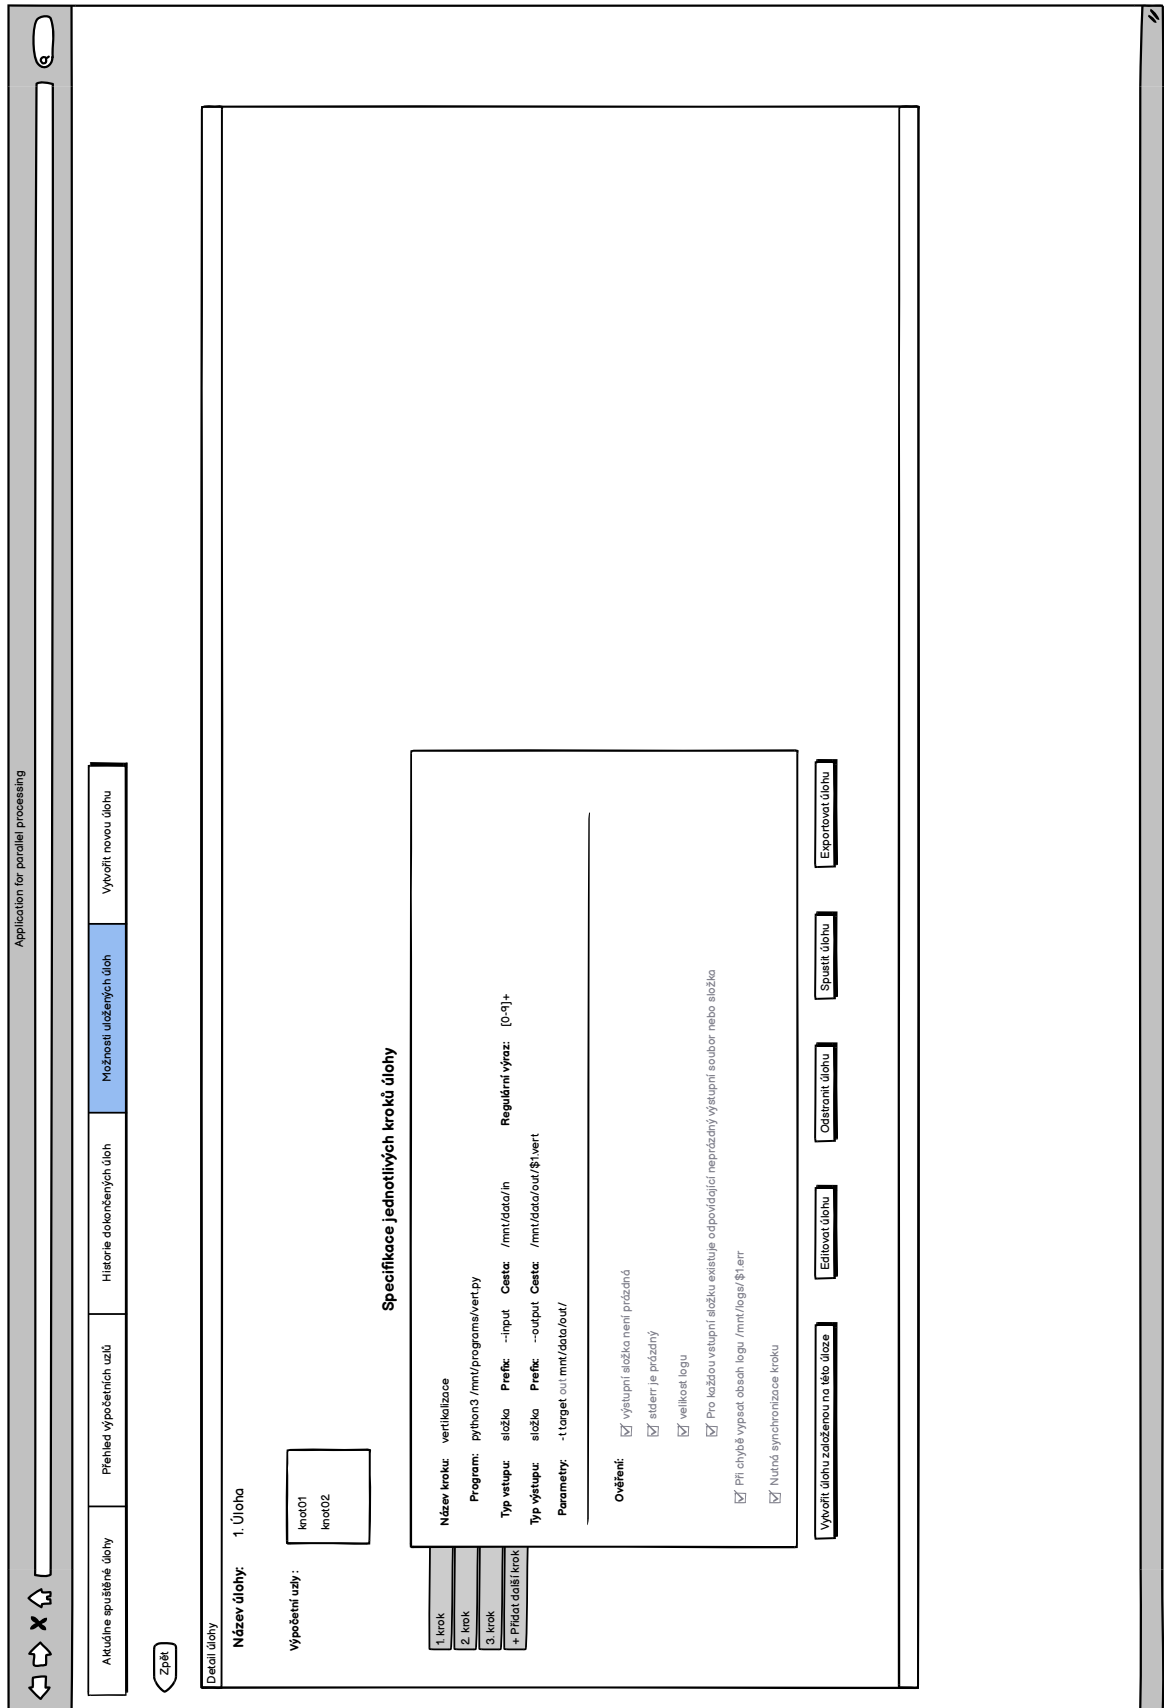 Application for parallel processing
Aktuálne spuštěné úlohy
Přehled výpočetních uzlů
Historie dokončených úloh
Možnosti uložených úloh
Vytvořit novou úlohu
Zpět
Detail úlohy
Název úlohy: 1. Úloha
Výpočetní uzly :
knot01
knot02
Specifikace jednotlivých kroků úlohy
1. krok
2. krok
3. krok
+ Přidat další krok
Název kroku: vertikalizace
Program: python3 /mnt/programs/vert.py
Typ vstupu: složka Prefix: --input Cesta: /mnt/data/in Regulární výraz: [0-9]+
Typ výstupu: složka Prefix: --output Cesta: /mnt/data/out/$1.vert
Parametry: -t target out mnt/data/out/
Ověření:
výstupní složka není prázdná
stderr je prázdný
velikost logu
Pro každou vstupní složku existuje odpovídající neprázdný výstupní soubor nebo složka
Při chybě vypsat obsah logu /mnt/logs/$1.err
Nutná synchronizace kroku
Vytvořit úlohu založenou na této úloze
Editovat úlohu
Odstranit úlohu
Spustit úlohu
Exportovat úlohu